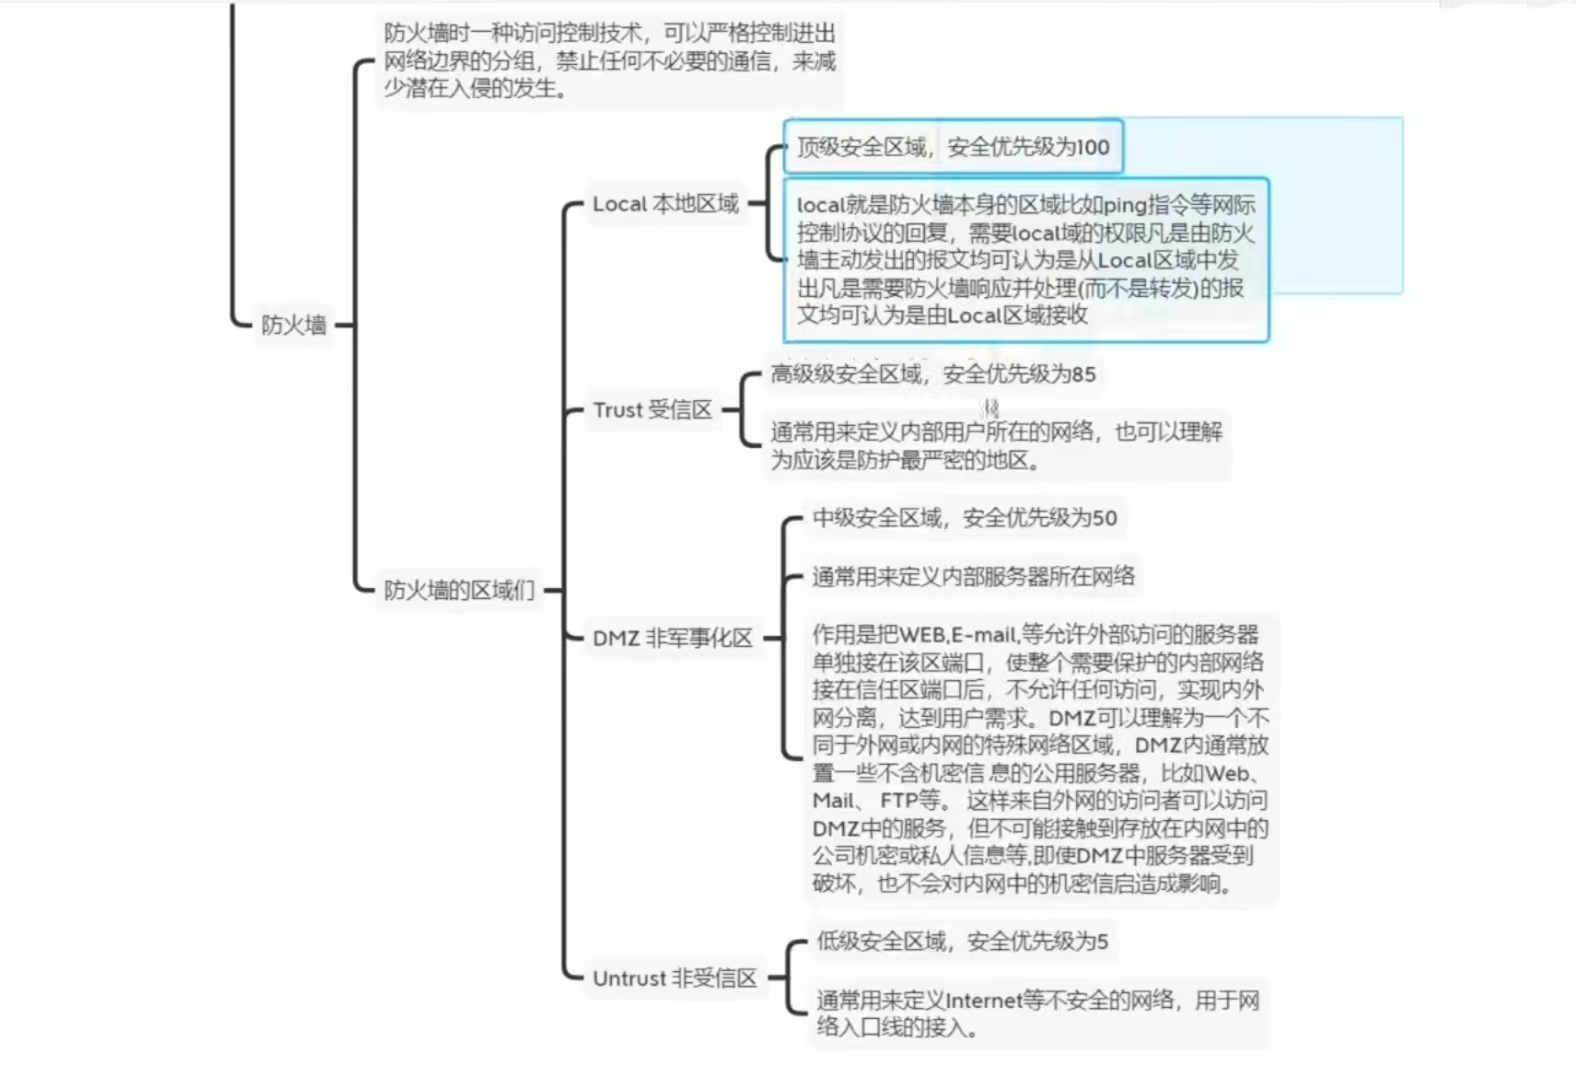 防火墙时一种访问控制技术，可以严格控制进出
网络边界的分组，禁止任何不必要的通信，来减
少潜在入侵的发生。
顶级安全区域，安全优先级为100
Local 本地区域
local就是防火墙本身的区域比如ping指令等网际
控制协议的回复，需要local域的权限凡是由防火
墙主动发出的报文均可认为是从Local区域中发
出凡是需要防火墙响应并处理(而不是转发)的报
文均可认为是由Local区域接收
防火墙
高级级安全区域，安全优先级为85
Trust 受信区
通常用来定义内部用户所在的网络，也可以理解
为应该是防护最严密的地区。
中级安全区域，安全优先级为50
通常用来定义内部服务器所在网络
防火墙的区域们
DMZ 非军事化区
作用是把WEB,E-mail,等允许外部访问的服务器
单独接在该区端口，使整个需要保护的内部网络
接在信任区端口后，不允许任何访问，实现内外
网分离，达到用户需求。DMZ可以理解为一个不
同于外网或内网的特殊网络区域，DMZ内通常放
置一些不含机密信 息的公用服务器，比如Web、
Mail、 FTP等。 这样来自外网的访问者可以访问
DMZ中的服务，但不可能接触到存放在内网中的
公司机密或私人信息等,即使DMZ中服务器受到
破坏，也不会对内网中的机密信启造成影响。
低级安全区域，安全优先级为5
Untrust 非受信区
通常用来定义Internet等不安全的网络，用于网
络入口线的接入。